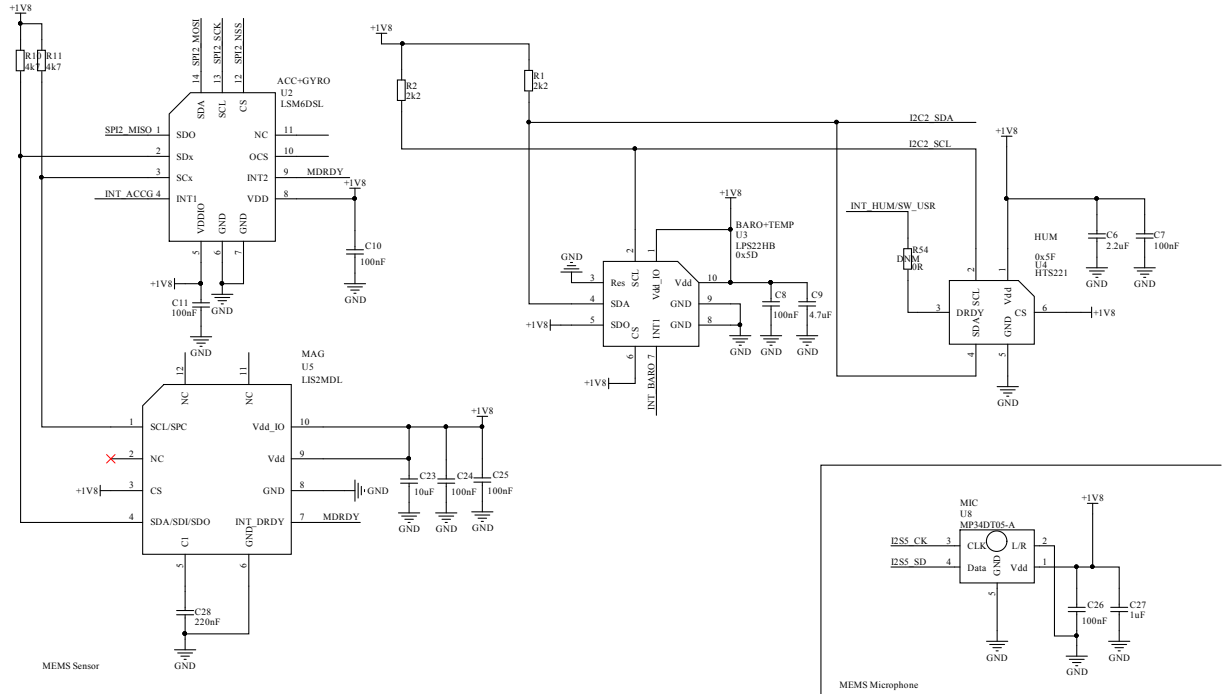 +1V8
R10
4k7
R11
4k7
SPI2_MOSI
SPI2_SCK
SPI2_NSS
14
13
12
ACC+GYRO
U2
LSM6DSL
SDA
SCL
CS
SPI2_MISO 1
SDO
NC
11
2
SDx
OCS
10
3
SCx
INT2
9
MDRDY
INT_ACCG 4
INT1
VDD
8
+1V8
VDDIO
GND
GND
5
6
7
C10
100nF
GND
+1V8
C11
100nF
GND
GND
MAG
U5
LIS2MDL
12
11
NC
NC
1
SCL/SPC
Vdd_IO
10
+1V8
2
NC
Vdd
9
+1V8
3
CS
GND
8
GND
4
SDA/SDI/SDO
INT_DRDY
7
MDRDY
C1
GND
5
6
C23
10uF
C24
100nF
C25
100nF
GND
GND
GND
C28
220nF
GND
MEMS Sensor
+1V8
R2
2k2
R1
2k2
I2C2_SDA
I2C2_SCL
+1V8
BARO+TEMP
U3
LPS22HB
0x5D
2
1
GND
3
Res
SCL
Vdd_IO
Vdd
10
4
SDA
GND
9
+1V8
5
SDO
GND
8
CS
INT1
6
7
+1V8
INT_BARO
C8
100nF
C9
4.7uF
GND
GND
GND
+1V8
INT_HUM/SW_USR
R54
DNM
0R
HUM
0x5F
U4
HTS221
C6
2.2uF
C7
100nF
GND
GND
2
1
SCL
Vdd
3
DRDY
CS
6
+1V8
SDA
GND
4
5
GND
MIC
U8
MP34DT05-A
+1V8
I2S5_CK
3
CLK
L/R
2
I2S5_SD
4
Data
GND
Vdd
1
5
C26
100nF
C27
1uF
GND
GND
GND
MEMS Microphone